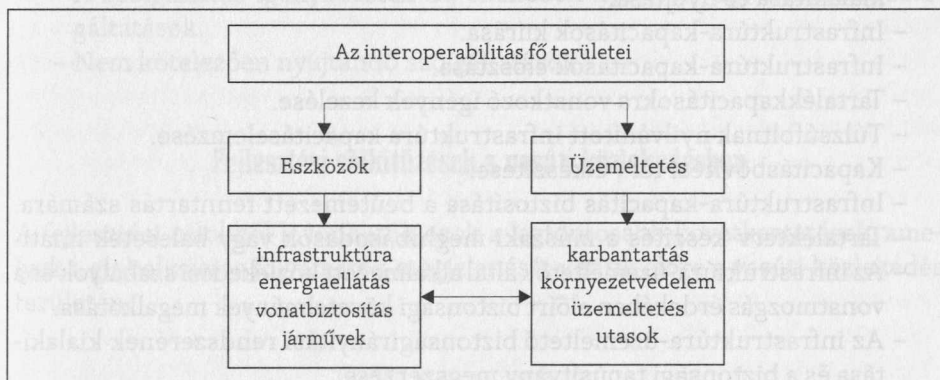 Az interoperabilitás fő területei
Eszközök
Üzemeltetés
infrastruktúra
energiaellátás
vonatbiztosítás
járművek
karbantartás
környezetvédelem
üzemeltetés
utasok